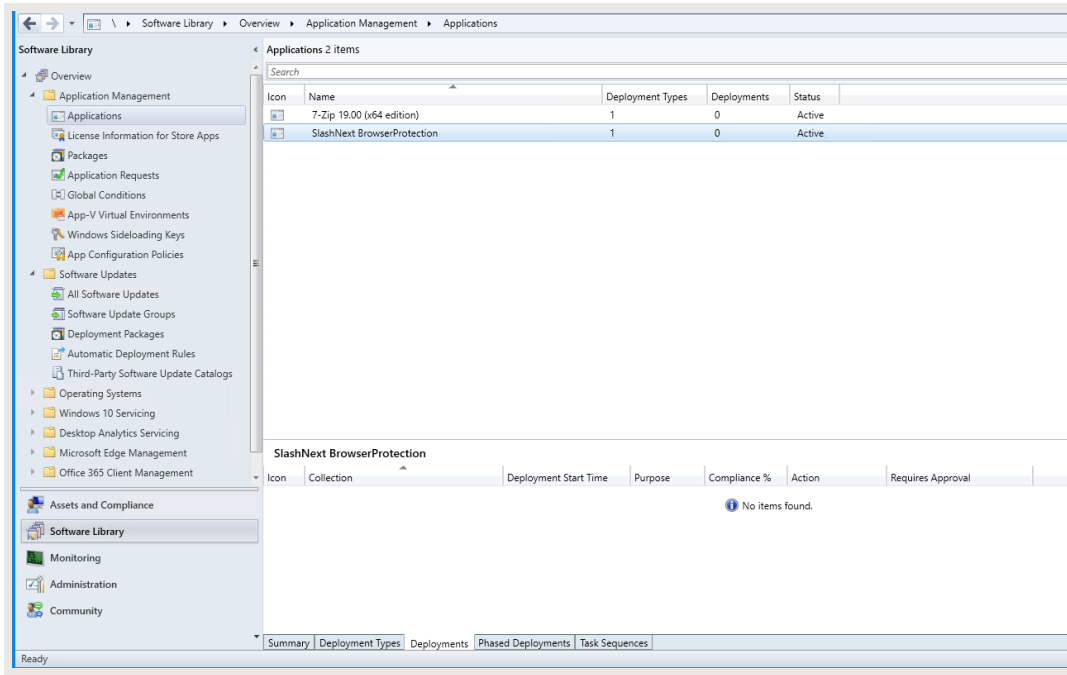 \ Software Library Overview Application Management Applications
Software Library
Overview
Application Management
Applications
License Information for Store Apps
Packages
Application Requests
Global Conditions
App-V Virtual Environments
Windows Sideloading Keys
App Configuration Policies
Software Updates
All Software Updates
Software Update Groups
Deployment Packages
Automatic Deployment Rules
Third-Party Software Update Catalogs
Operating Systems
Windows 10 Servicing
Desktop Analytics Servicing
Microsoft Edge Management
Office 365 Client Management
Assets and Compliance
Software Library
Monitoring
Administration
Community
Applications 2 items
Search
Icon Name Deployment Types Deployments Status
7-Zip 19.00 (x64 edition) 1 0 Active
SlashNext BrowserProtection 1 0 Active
SlashNext BrowserProtection
Icon Collection Deployment Start Time Purpose Compliance % Action Requires Approval
No items found.
Summary Deployment Types Deployments Phased Deployments Task Sequences
Ready